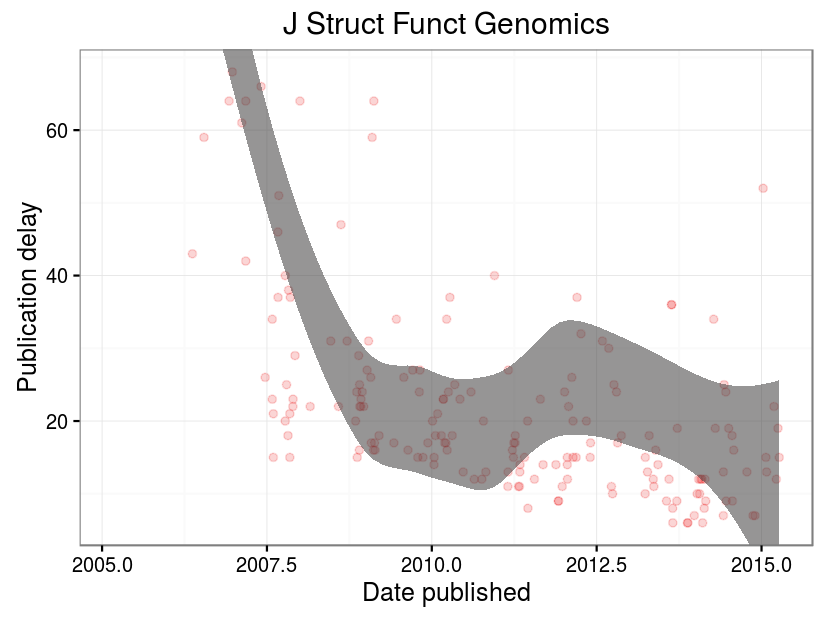 J Struct Funct Genomics
Publication delay
60
40
20
2005.0 2007.5 2010.0 2012.5 2015.0
Date published